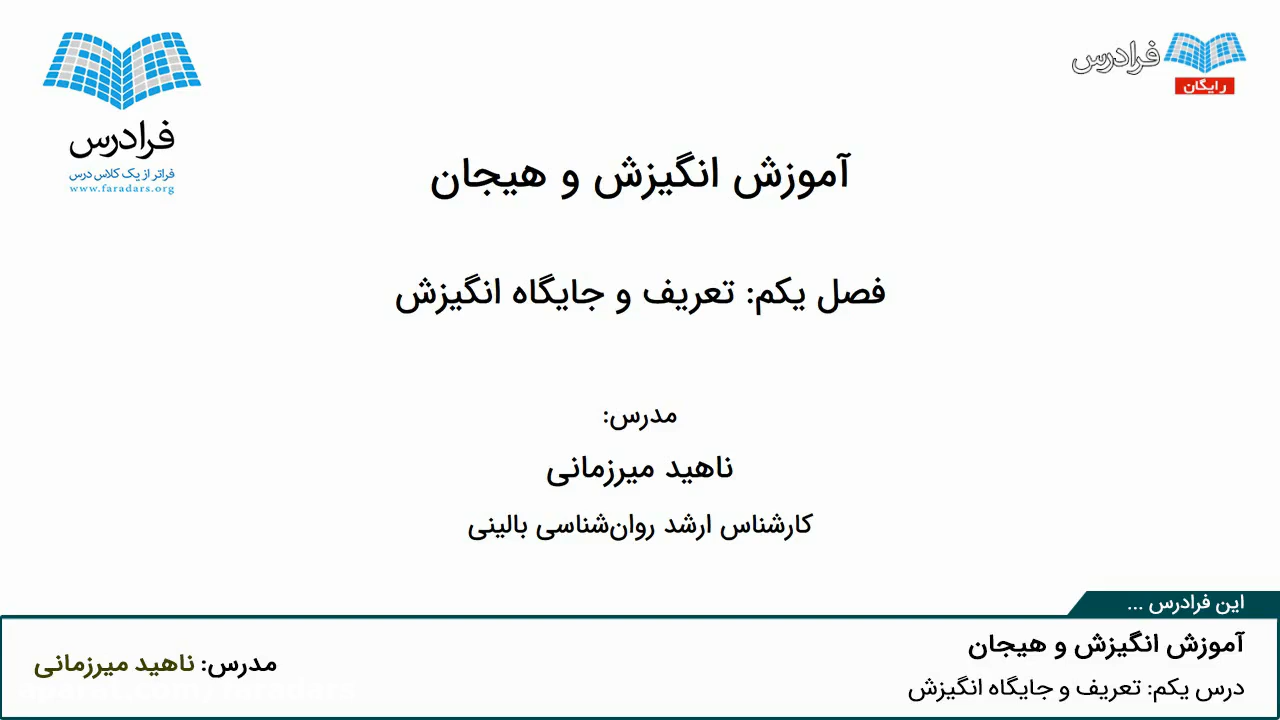 فرادرس
فراتر از یک کلاس درس
www.faradars.org
فرادرس
رایگان
آموزش انگیزش و هیجان
فصل یکم: تعریف و جایگاه انگیزش
مدرس:
ناهید میرزمانی
کارشناس ارشد روان‌شناسی بالینی
این فرادرس ...
آموزش انگیزش و هیجان
درس یکم: تعریف و جایگاه انگیزش
مدرس: ناهید میرزمانی